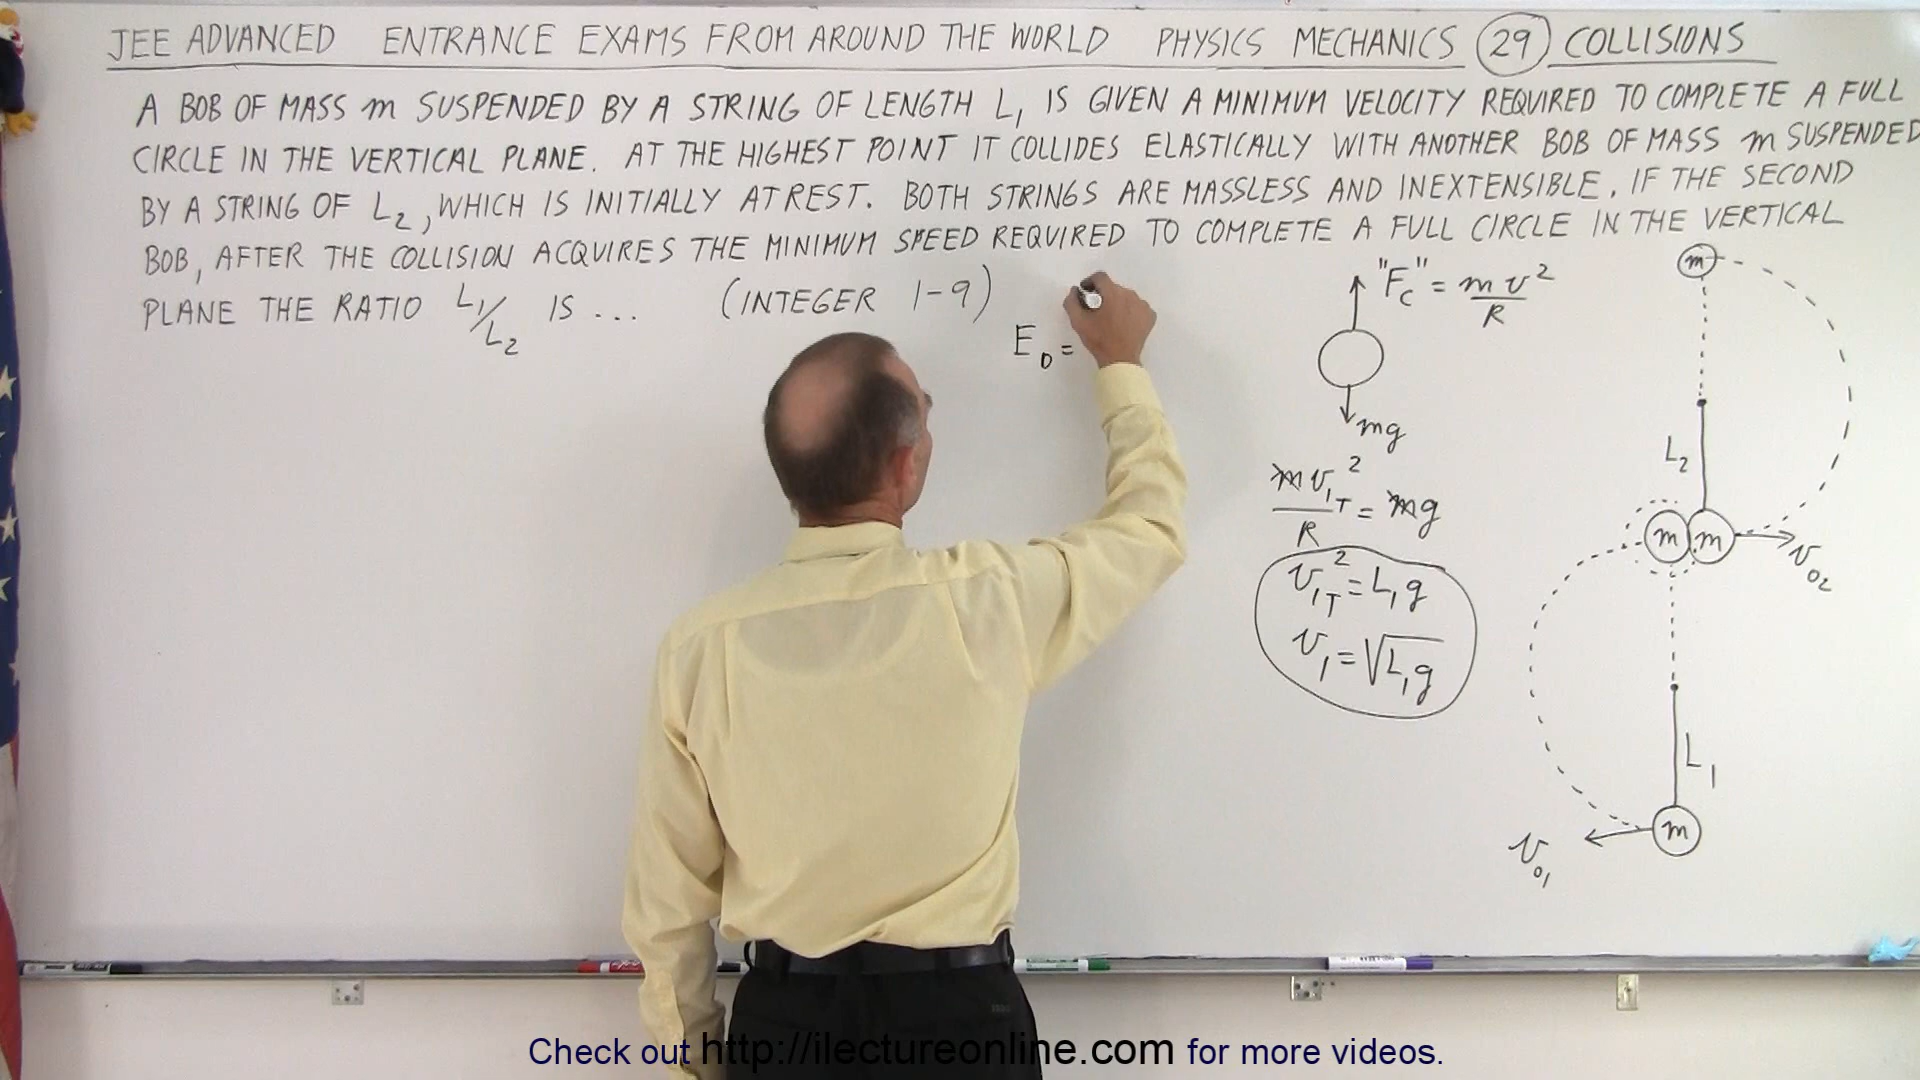 JEE ADVANCED ENTRANCE EXAMS FROM AROUND THE WORLD PHYSICS MECHANICS 29 COLLISIONS
A BOB OF MASS m SUSPENDED BY A STRING OF LENGTH L₁ IS GIVEN A MINIMUM VELOCITY REQUIRED TO COMPLETE A FULL
CIRCLE IN THE VERTICAL PLANE. AT THE HIGHEST POINT IT COLLIDES ELASTICALLY WITH ANOTHER BOB OF MASS m SUSPENDED
BY A STRING OF L₂, WHICH IS INITIALLY AT REST. BOTH STRINGS ARE MASSLESS AND INEXTENSIBLE. IF THE SECOND
BOB, AFTER THE COLLISION ACQUIRES THE MINIMUM SPEED REQUIRED TO COMPLETE A FULL CIRCLE IN THE VERTICAL
PLANE THE RATIO L₁/L₂ IS ... (INTEGER 1-9)
E₀ =
"F_c" = mv²/R
mg
mv₁T²/R = mg
v₁T² = L₁g
v₁ = √L₁g
m
L₂
m m
v₀₂
L₁
m
v₀₁
Check out http://ilectureonline.com for more videos.